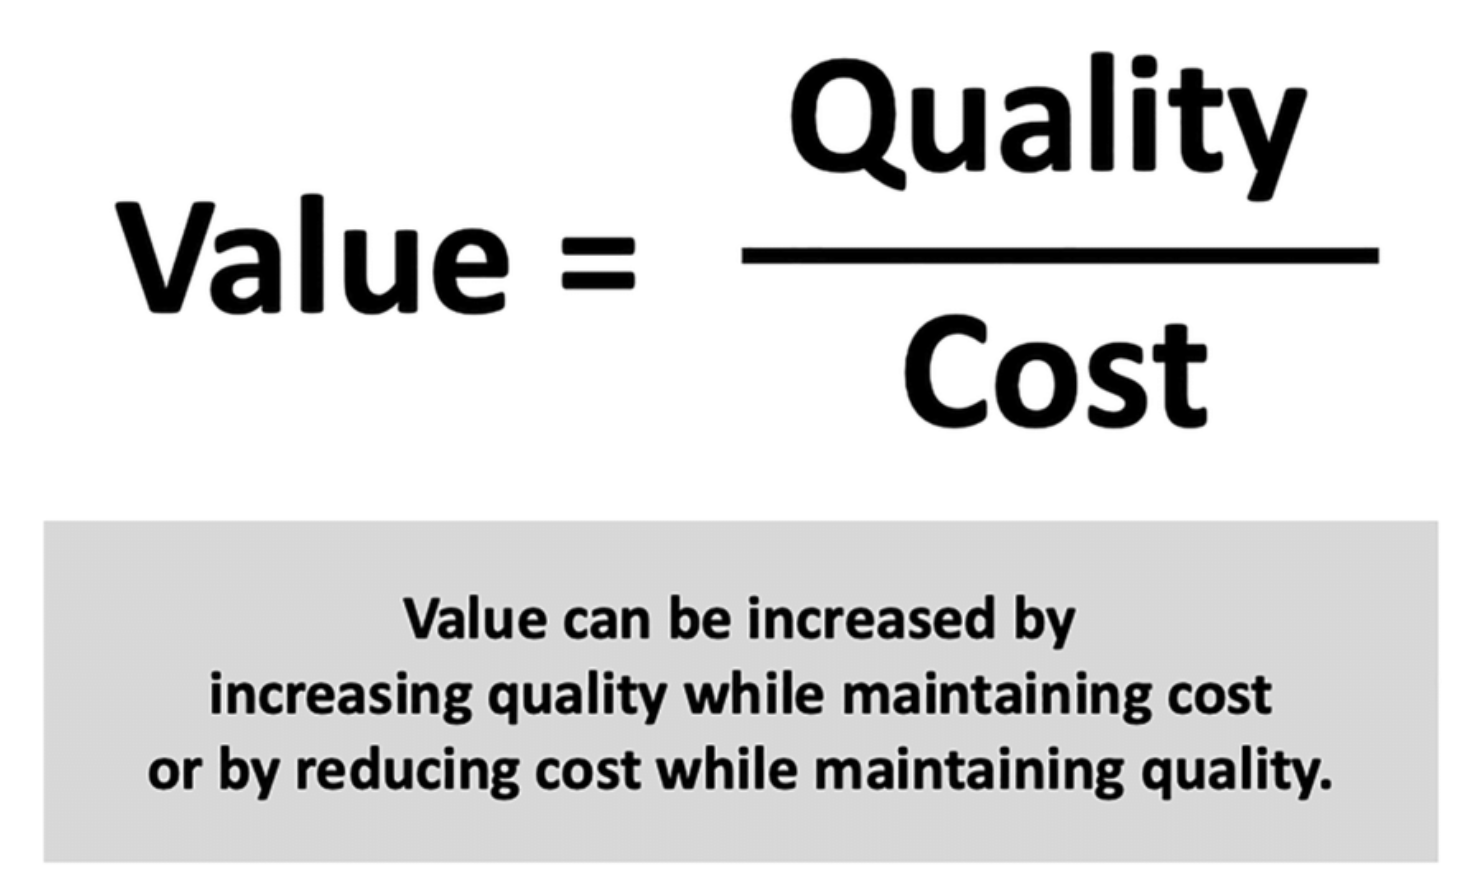 Quality
Value =
Cost
Value can be increased by
increasing quality while maintaining cost
or by reducing cost while maintaining quality.